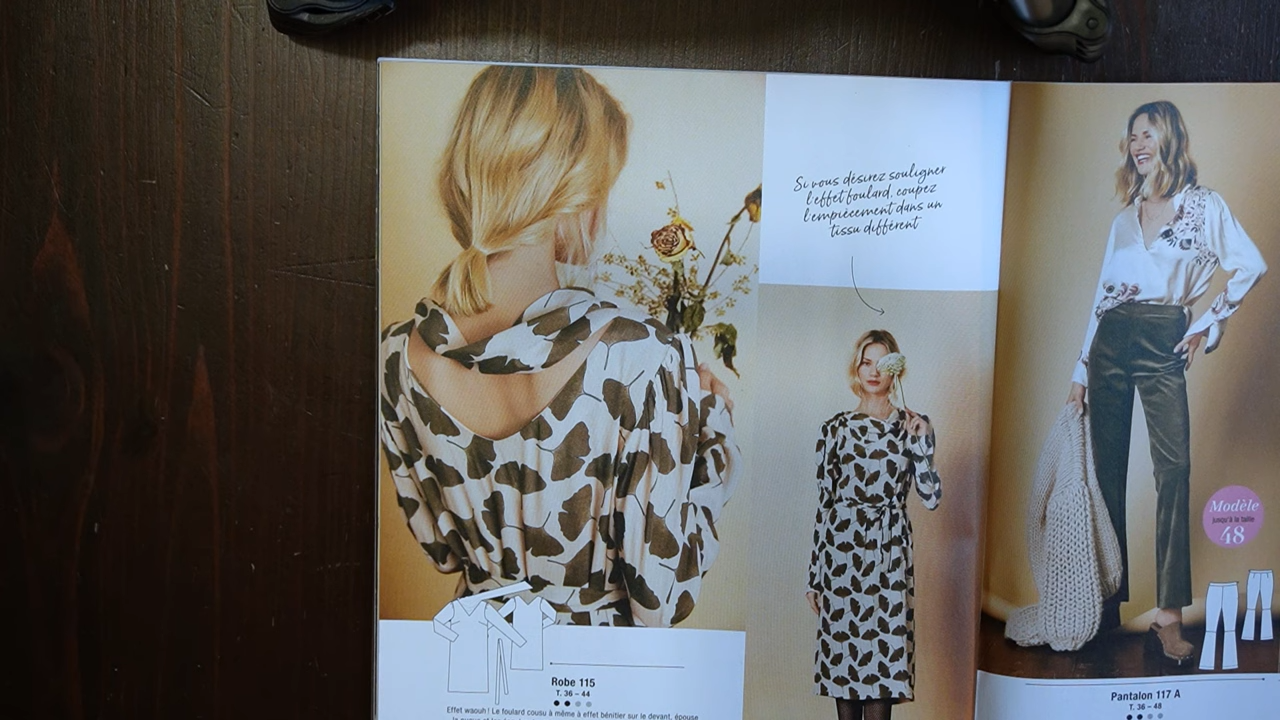 Si vous désirez souligner
l'effet foulard, coupez
l'empiècement dans un
tissu différent
Modèle
jusqu'à la taille
48
Robe 115
T. 36 – 44
Effet waouh ! Le foulard cousu à même à effet bénitier sur le devant, épouse
Pantalon 117 A
T. 36 – 48